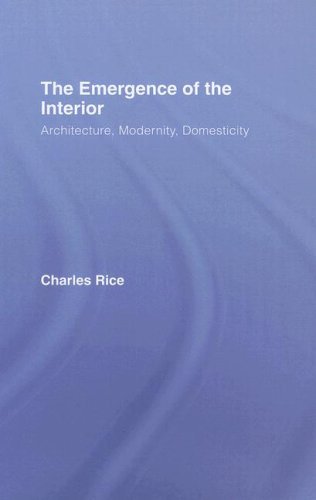 The Emergence of the
Interior
Architecture, Modernity, Domesticity
Charles Rice